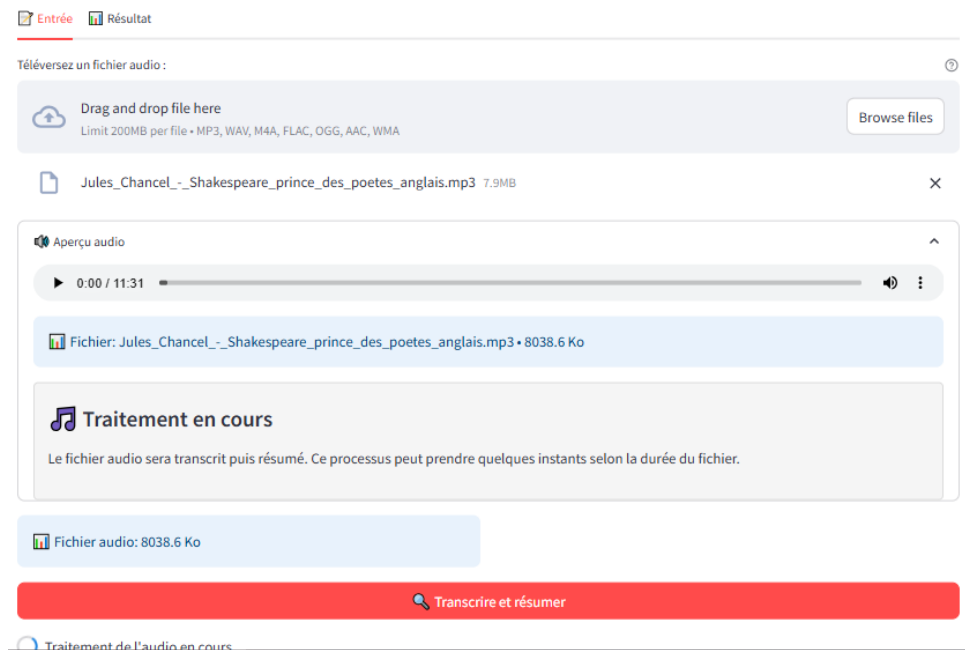 Entrée Résultat
Téléversez un fichier audio :
Drag and drop file here
Limit 200MB per file • MP3, WAV, M4A, FLAC, OGG, AAC, WMA
Browse files
Jules_Chancel_-_Shakespeare_prince_des_poetes_anglais.mp3 7.9MB
Aperçu audio
0:00 / 11:31
Fichier: Jules_Chancel_-_Shakespeare_prince_des_poetes_anglais.mp3 • 8038.6 Ko
Traitement en cours
Le fichier audio sera transcrit puis résumé. Ce processus peut prendre quelques instants selon la durée du fichier.
Fichier audio: 8038.6 Ko
Transcrire et résumer
Traitement de l'audio en cours